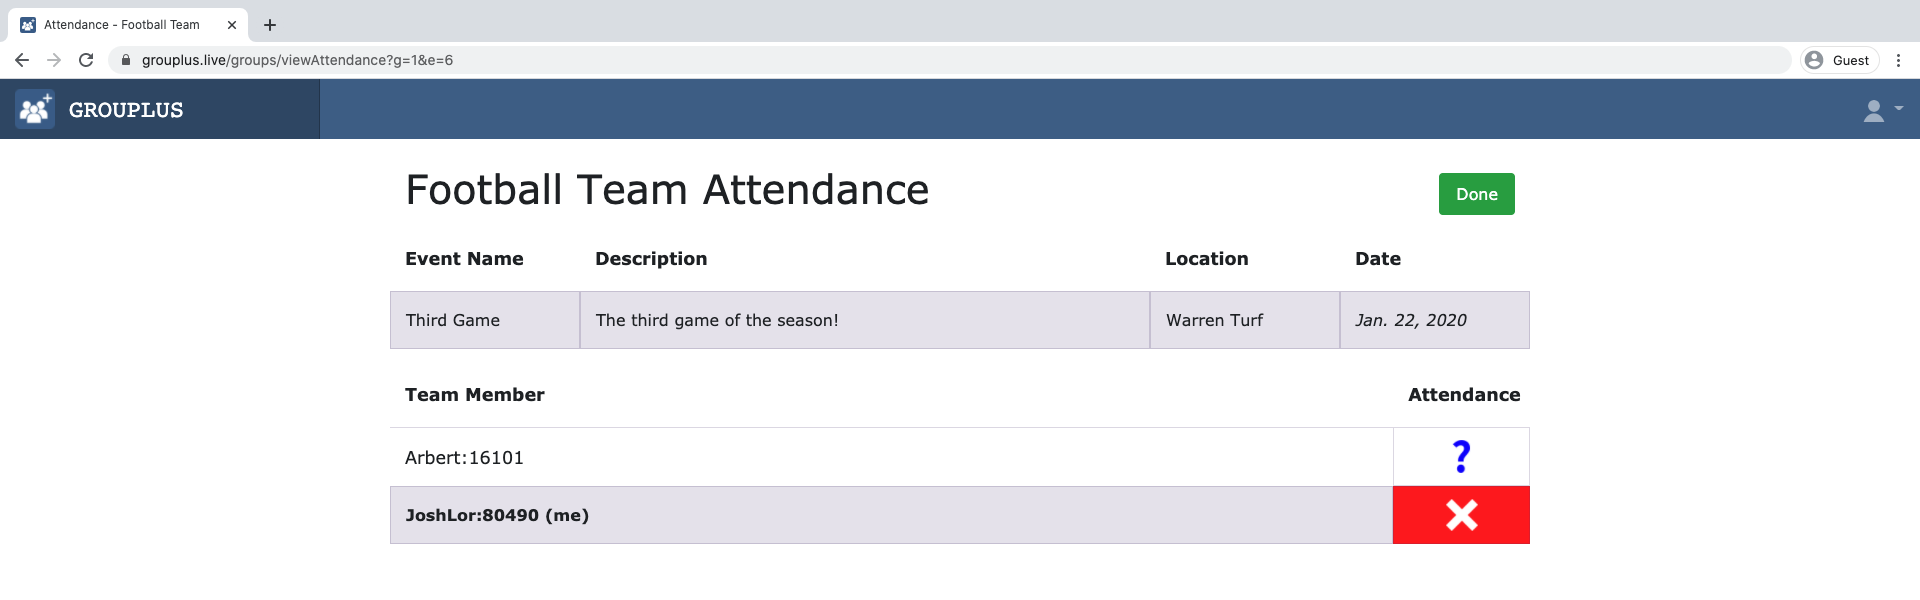 Attendance - Football Team
grouplus.live/groups/viewAttendance?g=1&e=6
Guest
GROUPLUS
Football Team Attendance
Done
Event Name Description Location Date
Third Game The third game of the season! Warren Turf Jan. 22, 2020
Team Member Attendance
Arbert:16101 ?
JoshLor:80490 (me)